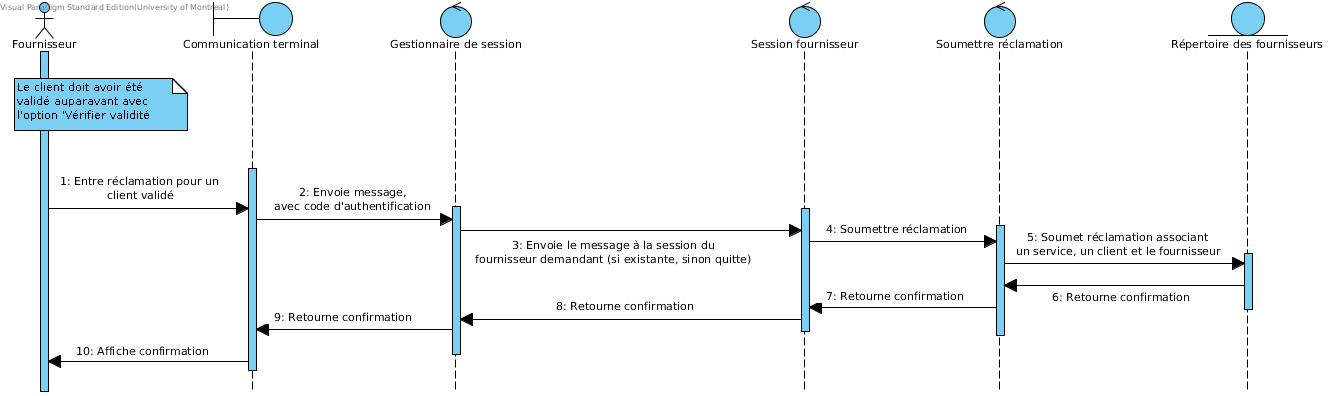 Visual Paradigm Standard Edition(University of Montreal)
Fournisseur
Communication terminal
Gestionnaire de session
Session fournisseur
Soumettre réclamation
Répertoire des fournisseurs
Le client doit avoir été
validé auparavant avec
l'option 'Vérifier validité
1: Entre réclamation pour un
client validé
2: Envoie message,
avec code d'authentification
3: Envoie le message à la session du
fournisseur demandant (si existante, sinon quitte)
4: Soumettre réclamation
5: Soumet réclamation associant
un service, un client et le fournisseur
6: Retourne confirmation
7: Retourne confirmation
8: Retourne confirmation
9: Retourne confirmation
10: Affiche confirmation